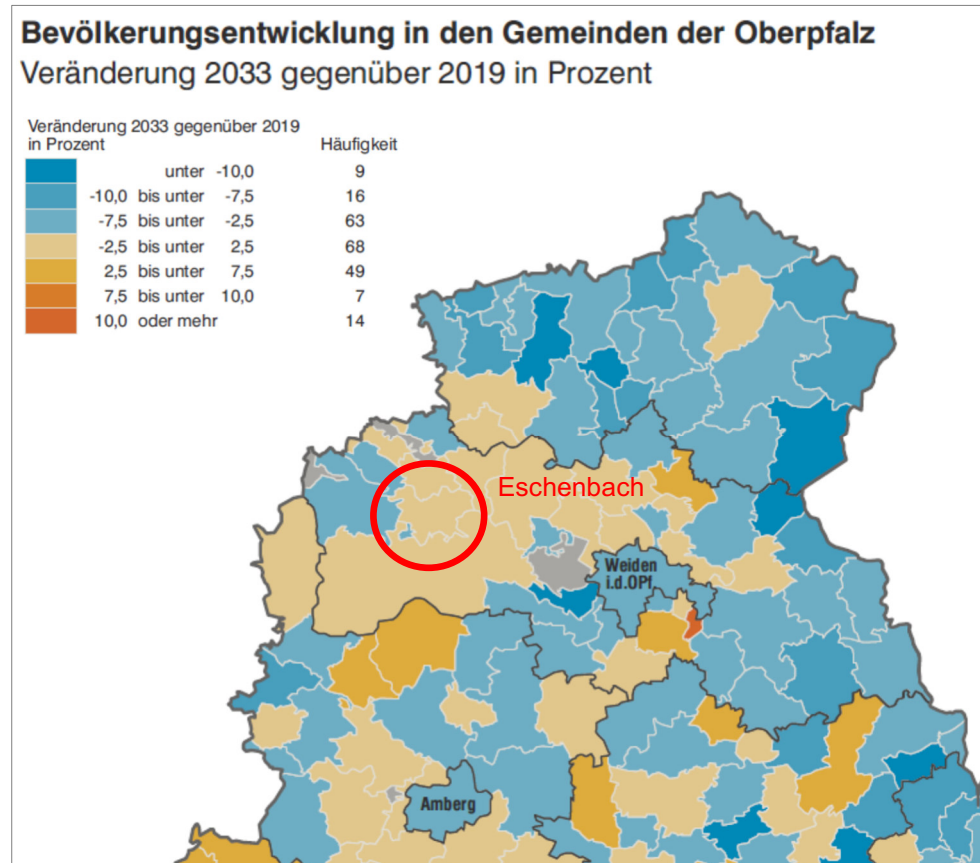 Bevölkerungsentwicklung in den Gemeinden der Oberpfalz
Veränderung 2033 gegenüber 2019 in Prozent
Veränderung 2033 gegenüber 2019
in Prozent Häufigkeit
unter -10,0 9
-10,0 bis unter -7,5 16
-7,5 bis unter -2,5 63
-2,5 bis unter 2,5 68
2,5 bis unter 7,5 49
7,5 bis unter 10,0 7
10,0 oder mehr 14
Eschenbach
Weiden
i.d.OPf.
Amberg